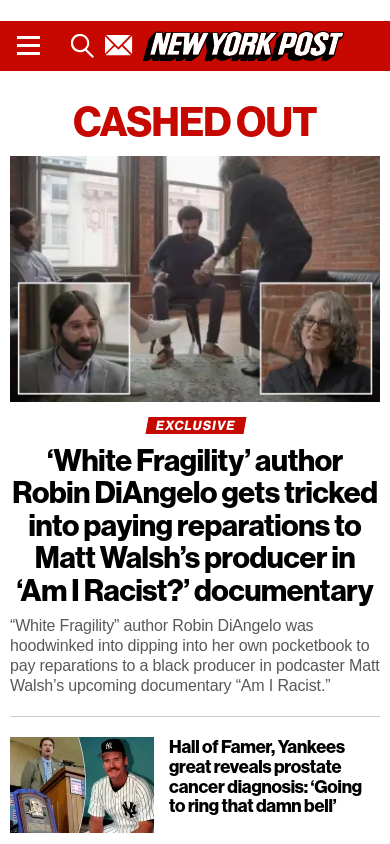 NEW YORK POST
CASHED OUT
EXCLUSIVE
‘White Fragility’ author
Robin DiAngelo gets tricked
into paying reparations to
Matt Walsh’s producer in
‘Am I Racist?’ documentary
“White Fragility” author Robin DiAngelo was
hoodwinked into dipping into her own pocketbook to
pay reparations to a black producer in podcaster Matt
Walsh’s upcoming documentary “Am I Racist.”
Hall of Famer, Yankees
great reveals prostate
cancer diagnosis: ‘Going
to ring that damn bell’